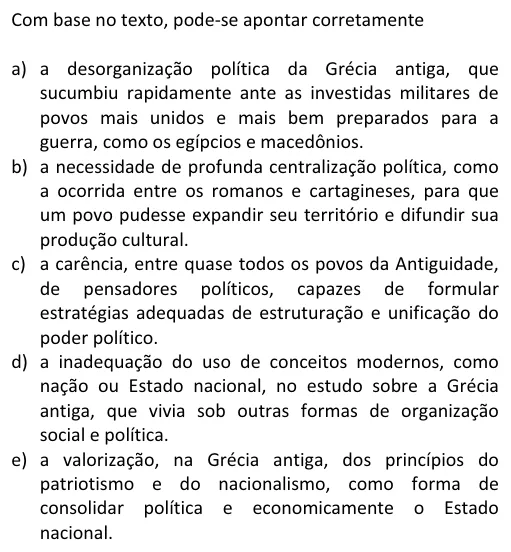 Com base no texto, pode-se apontar corretamente
a) a desorganização política da Grécia antiga, que
sucumbiu rapidamente ante as investidas militares de
povos mais unidos e mais bem preparados para a
guerra, como os egípcios e macedônios.
b) a necessidade de profunda centralização política, como
a ocorrida entre os romanos e cartagineses, para que
um povo pudesse expandir seu território e difundir sua
produção cultural.
c) a carência, entre quase todos os povos da Antiguidade,
de pensadores políticos, capazes de formular
estratégias adequadas de estruturação e unificação do
poder político.
d) a inadequação do uso de conceitos modernos, como
nação ou Estado nacional, no estudo sobre a Grécia
antiga, que vivia sob outras formas de organização
social e política.
e) a valorização, na Grécia antiga, dos princípios do
patriotismo e do nacionalismo, como forma de
consolidar política e economicamente o Estado
nacional.